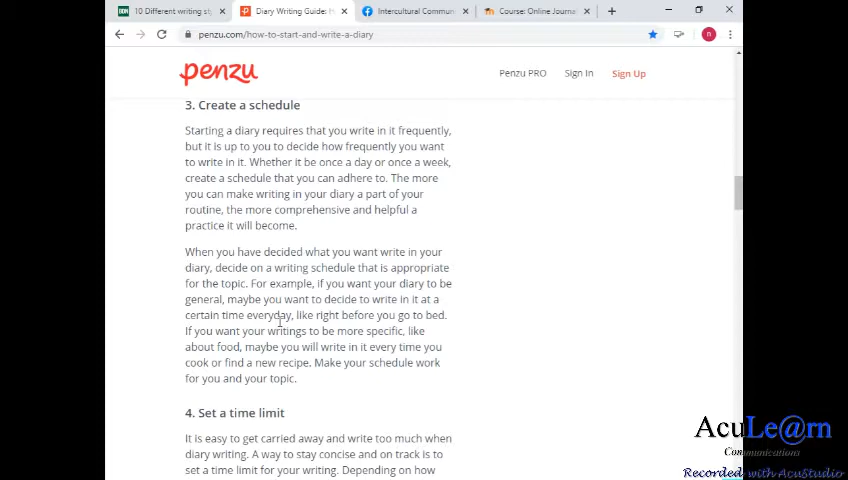 10 Different writing st
Diary Writing Guide: H
Intercultural Commun
Course: Online Journa
penzu.com/how-to-start-and-write-a-diary
n
penzu
Penzu PRO
Sign In
Sign Up
3. Create a schedule
Starting a diary requires that you write in it frequently,
but it is up to you to decide how frequently you want
to write in it. Whether it be once a day or once a week,
create a schedule that you can adhere to. The more
you can make writing in your diary a part of your
routine, the more comprehensive and helpful a
practice it will become.
When you have decided what you want write in your
diary, decide on a writing schedule that is appropriate
for the topic. For example, if you want your diary to be
general, maybe you want to decide to write in it at a
certain time everyday, like right before you go to bed.
If you want your writings to be more specific, like
about food, maybe you will write in it every time you
cook or find a new recipe. Make your schedule work
for you and your topic.
4. Set a time limit
It is easy to get carried away and write too much when
diary writing. A way to stay concise and on track is to
set a time limit for your writing. Depending on how
AcuLe@rn
Communications
Recorded with AcuStudio